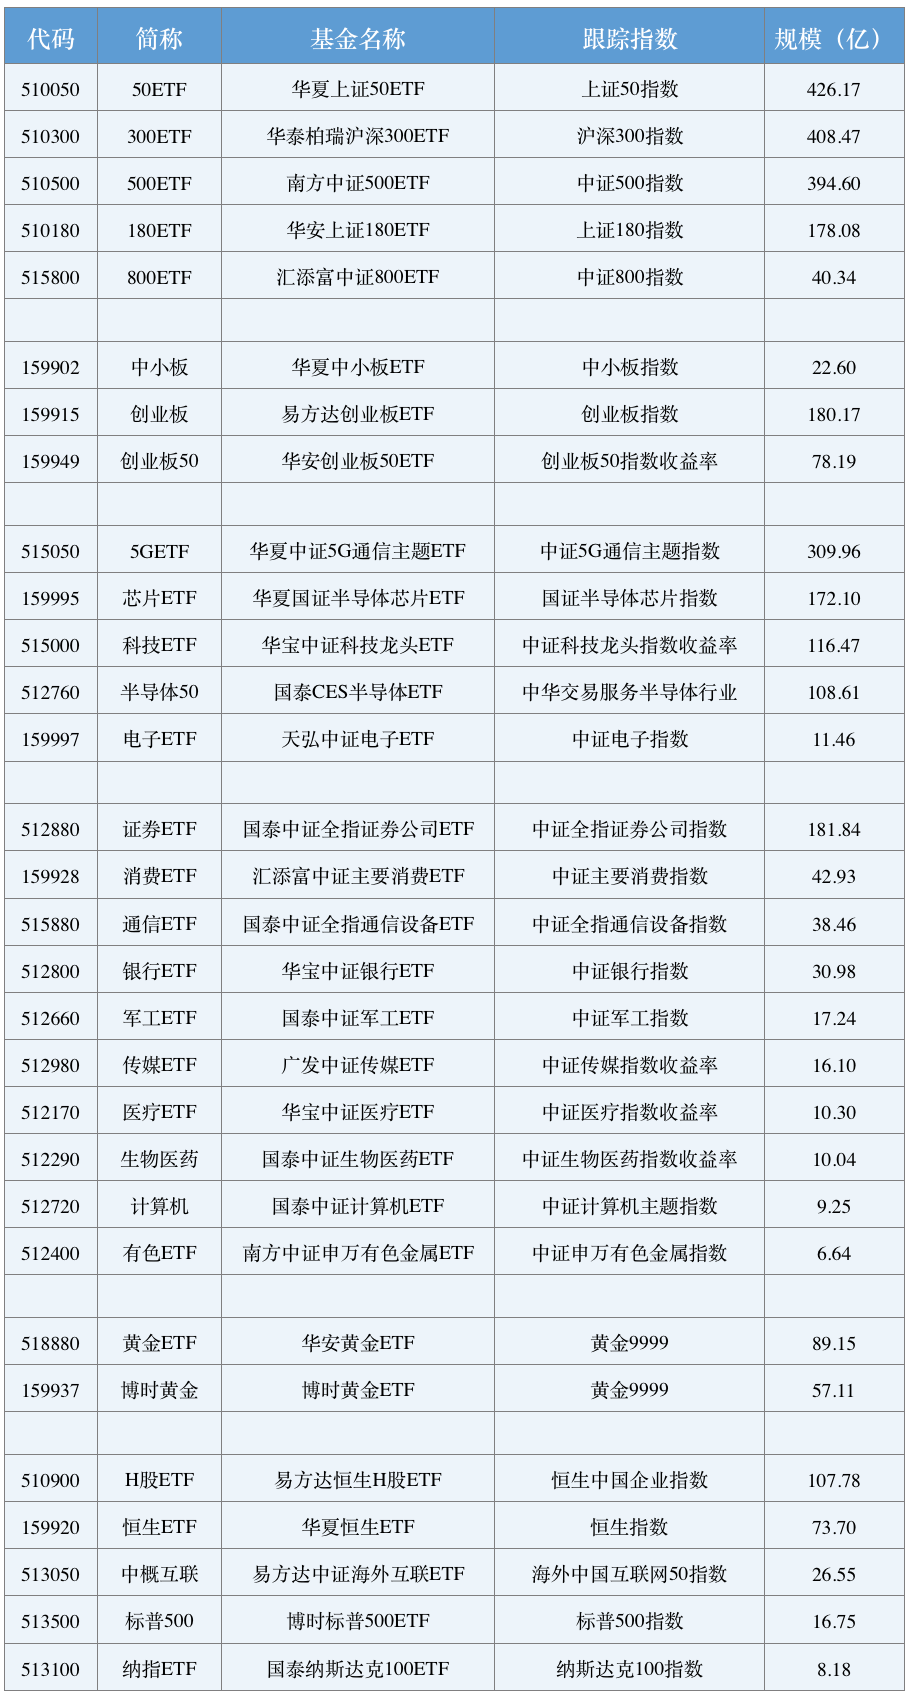 代码 简称 基金名称 跟踪指数 规模（亿）
510050 50ETF 华夏上证50ETF 上证50指数 426.17
510300 300ETF 华泰柏瑞沪深300ETF 沪深300指数 408.47
510500 500ETF 南方中证500ETF 中证500指数 394.60
510180 180ETF 华安上证180ETF 上证180指数 178.08
515800 800ETF 汇添富中证800ETF 中证800指数 40.34
159902 中小板 华夏中小板ETF 中小板指数 22.60
159915 创业板 易方达创业板ETF 创业板指数 180.17
159949 创业板50 华安创业板50ETF 创业板50指数收益率 78.19
515050 5GETF 华夏中证5G通信主题ETF 中证5G通信主题指数 309.96
159995 芯片ETF 华夏国证半导体芯片ETF 国证半导体芯片指数 172.10
515000 科技ETF 华宝中证科技龙头ETF 中证科技龙头指数收益率 116.47
512760 半导体50 国泰CES半导体ETF 中华交易服务半导体行业 108.61
159997 电子ETF 天弘中证电子ETF 中证电子指数 11.46
512880 证券ETF 国泰中证全指证券公司ETF 中证全指证券公司指数 181.84
159928 消费ETF 汇添富中证主要消费ETF 中证主要消费指数 42.93
515880 通信ETF 国泰中证全指通信设备ETF 中证全指通信设备指数 38.46
512800 银行ETF 华宝中证银行ETF 中证银行指数 30.98
512660 军工ETF 国泰中证军工ETF 中证军工指数 17.24
512980 传媒ETF 广发中证传媒ETF 中证传媒指数收益率 16.10
512170 医疗ETF 华宝中证医疗ETF 中证医疗指数收益率 10.30
512290 生物医药 国泰中证生物医药ETF 中证生物医药指数收益率 10.04
512720 计算机 国泰中证计算机ETF 中证计算机主题指数 9.25
512400 有色ETF 南方中证申万有色金属ETF 中证申万有色金属指数 6.64
518880 黄金ETF 华安黄金ETF 黄金9999 89.15
159937 博时黄金 博时黄金ETF 黄金9999 57.11
510900 H股ETF 易方达恒生H股ETF 恒生中国企业指数 107.78
159920 恒生ETF 华夏恒生ETF 恒生指数 73.70
513050 中概互联 易方达中证海外互联ETF 海外中国互联网50指数 26.55
513500 标普500 博时标普500ETF 标普500指数 16.75
513100 纳指ETF 国泰纳斯达克100ETF 纳斯达克100指数 8.18